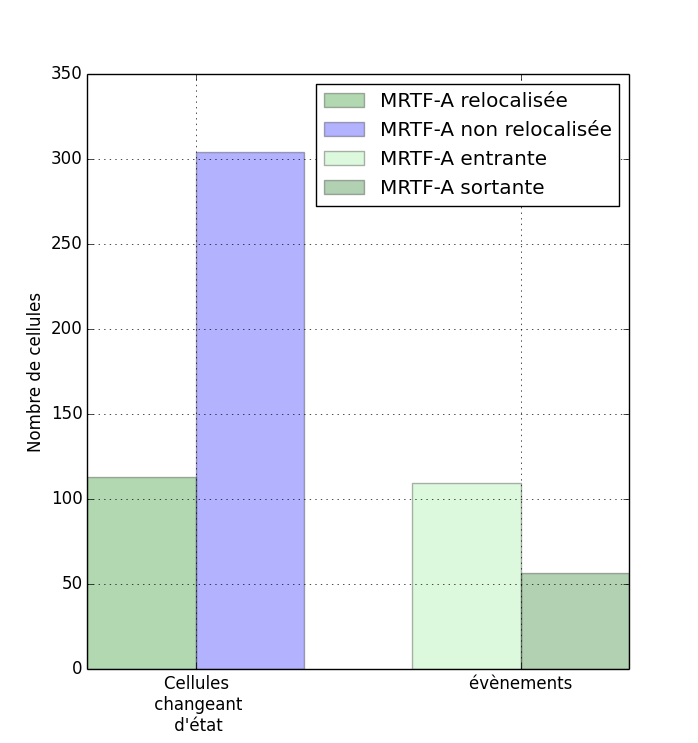 350
300
250
200
150
100
50
0
Nombre de cellules
MRTF-A relocalisée
MRTF-A non relocalisée
MRTF-A entrante
MRTF-A sortante
Cellules
changeant
d'état
évènements